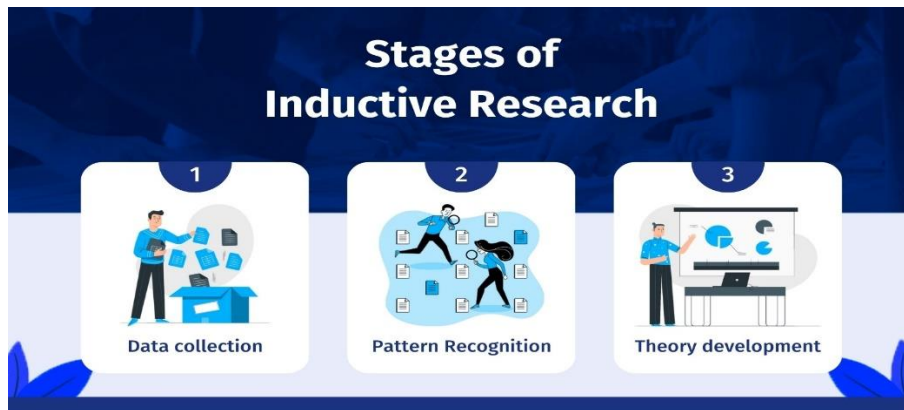 Stages of
Inductive Research
1
2
3
Data collection
Pattern Recognition
Theory development